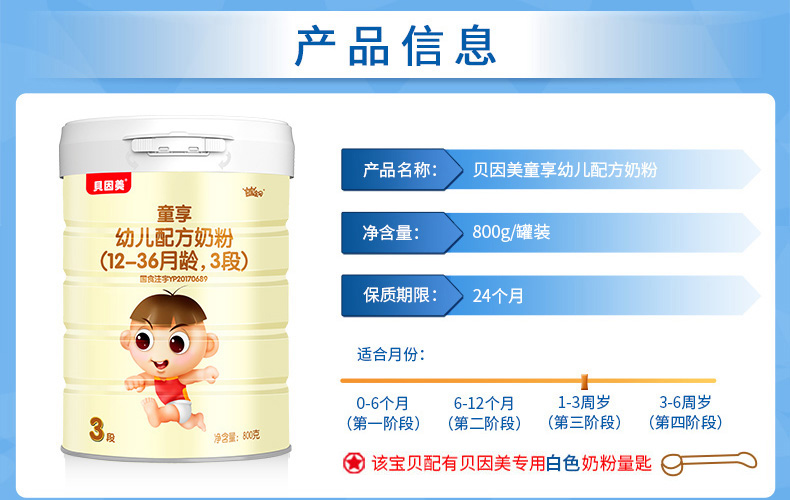 产品信息
贝因美+
童享
幼儿配方奶粉
(12-36月龄, 3段)
国食注字YP20170689
3段
净含量: 800克
产品名称: 贝因美童享幼儿配方奶粉
净含量: 800g/罐装
保质期限: 24个月
适合月份:
0-6个月 6-12个月 1-3周岁 3-6周岁
(第一阶段) (第二阶段) (第三阶段) (第四阶段)
该宝贝配有贝因美专用白色奶粉量匙